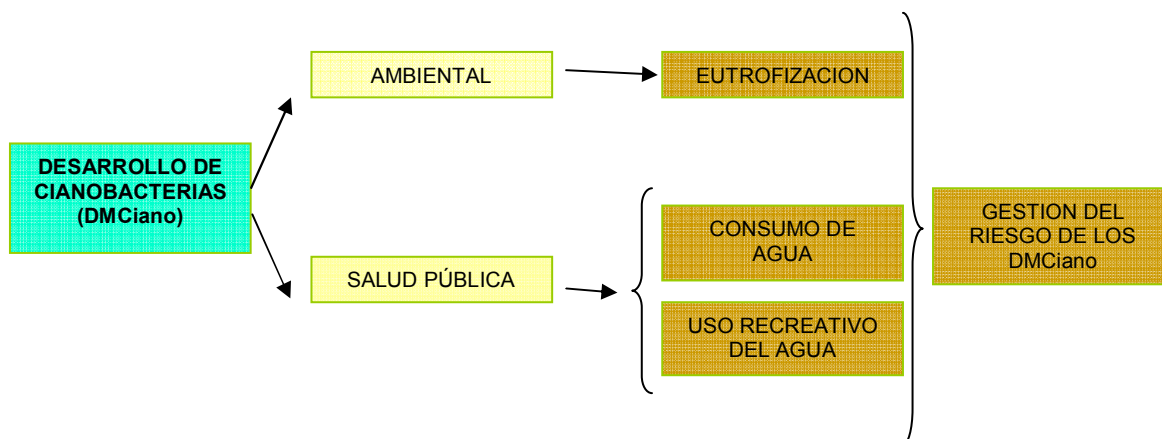 AMBIENTAL
EUTROFIZACION
DESARROLLO DE
CIANOBACTERIAS
(DMCiano)
SALUD PÚBLICA
CONSUMO DE
AGUA
USO RECREATIVO
DEL AGUA
GESTION DEL
RIESGO DE LOS
DMCiano